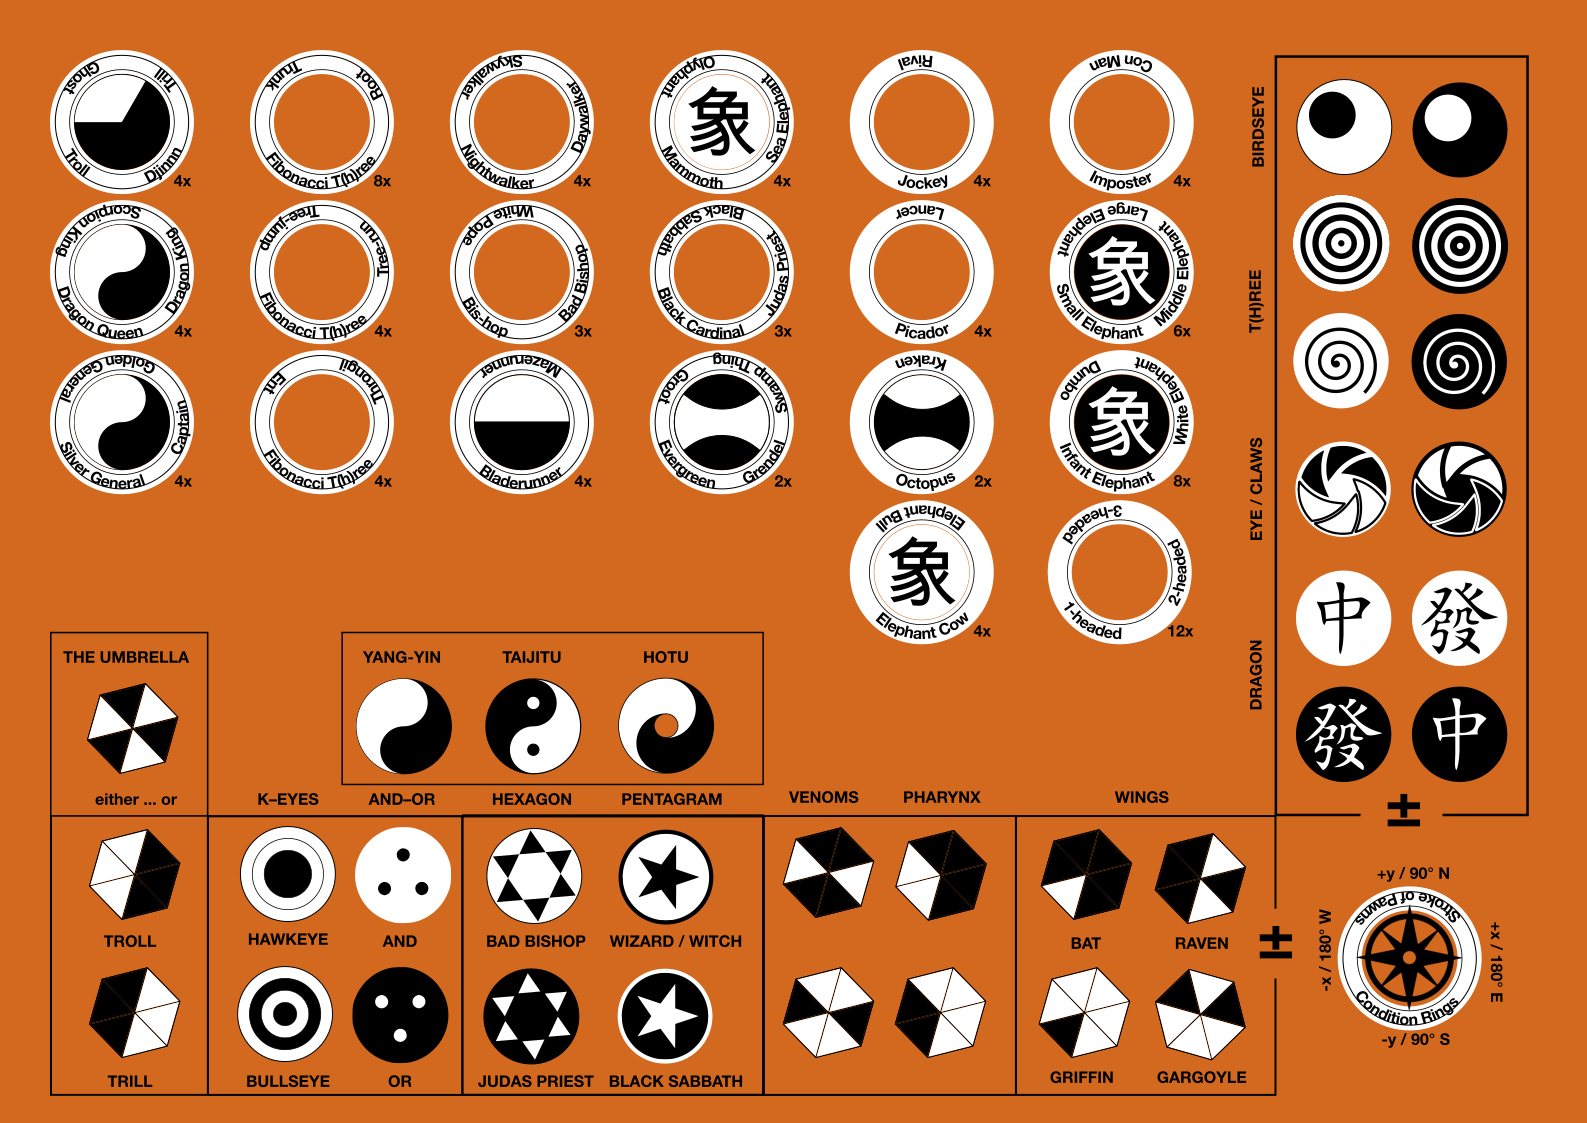 Ghost
Trill
Troll
Djinnn
4x
Trunk
Root
Fibonacci T(h)ree
8x
Skywalker
Daywalker
Nightwalker
4x
Olyphant
Sea Elephant
Mammoth
象
4x
Rival
Jockey
4x
Con Man
Imposter
4x
Scorpion King
Dragon King
Dragon Queen
4x
Tree-jump
Tree-run
Fibonacci T(h)ree
4x
White Pope
Bad Bishop
Bis-hop
3x
Black Sabbath
Judas Priest
Black Cardinal
3x
Lancer
Picador
4x
Large Elephant
Middle Elephant
Small Elephant
象
6x
Golden General
Captain
Silver General
4x
Ent
Throngil
Fibonacci T(h)ree
4x
Mazerunner
Bladerunner
4x
Groot
Swamp Thing
Evergreen
Grendel
2x
Kraken
Octopus
2x
Dumbo
White Elephant
Infant Elephant
象
8x
Elephant Bull
Elephant Cow
象
4x
3-headed
2-headed
1-headed
12x
BIRDSEYE
T(H)REE
EYE / CLAWS
DRAGON
中
發
發
中
±
THE UMBRELLA
either ... or
YANG-YIN
TAIJITU
HOTU
K–EYES
AND–OR
HEXAGON
PENTAGRAM
VENOMS
PHARYNX
WINGS
TROLL
HAWKEYE
AND
BAD BISHOP
WIZARD / WITCH
BAT
RAVEN
TRILL
BULLSEYE
OR
JUDAS PRIEST
BLACK SABBATH
GRIFFIN
GARGOYLE
±
+y / 90° N
-x / 180° W
Stroke of Pawns
Condition Rings
+x / 180° E
-y / 90° S